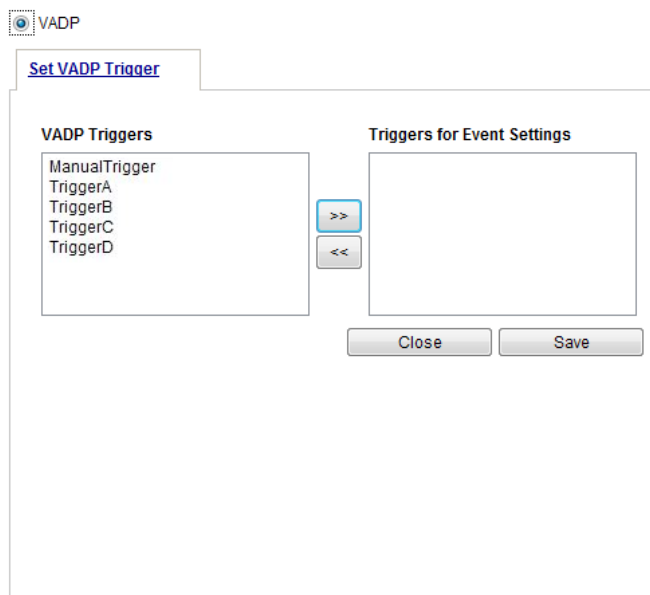 VADP
Set VADP Trigger
VADP Triggers
Triggers for Event Settings
ManualTrigger
TriggerA
TriggerB
TriggerC
TriggerD
>>
<<
Close
Save